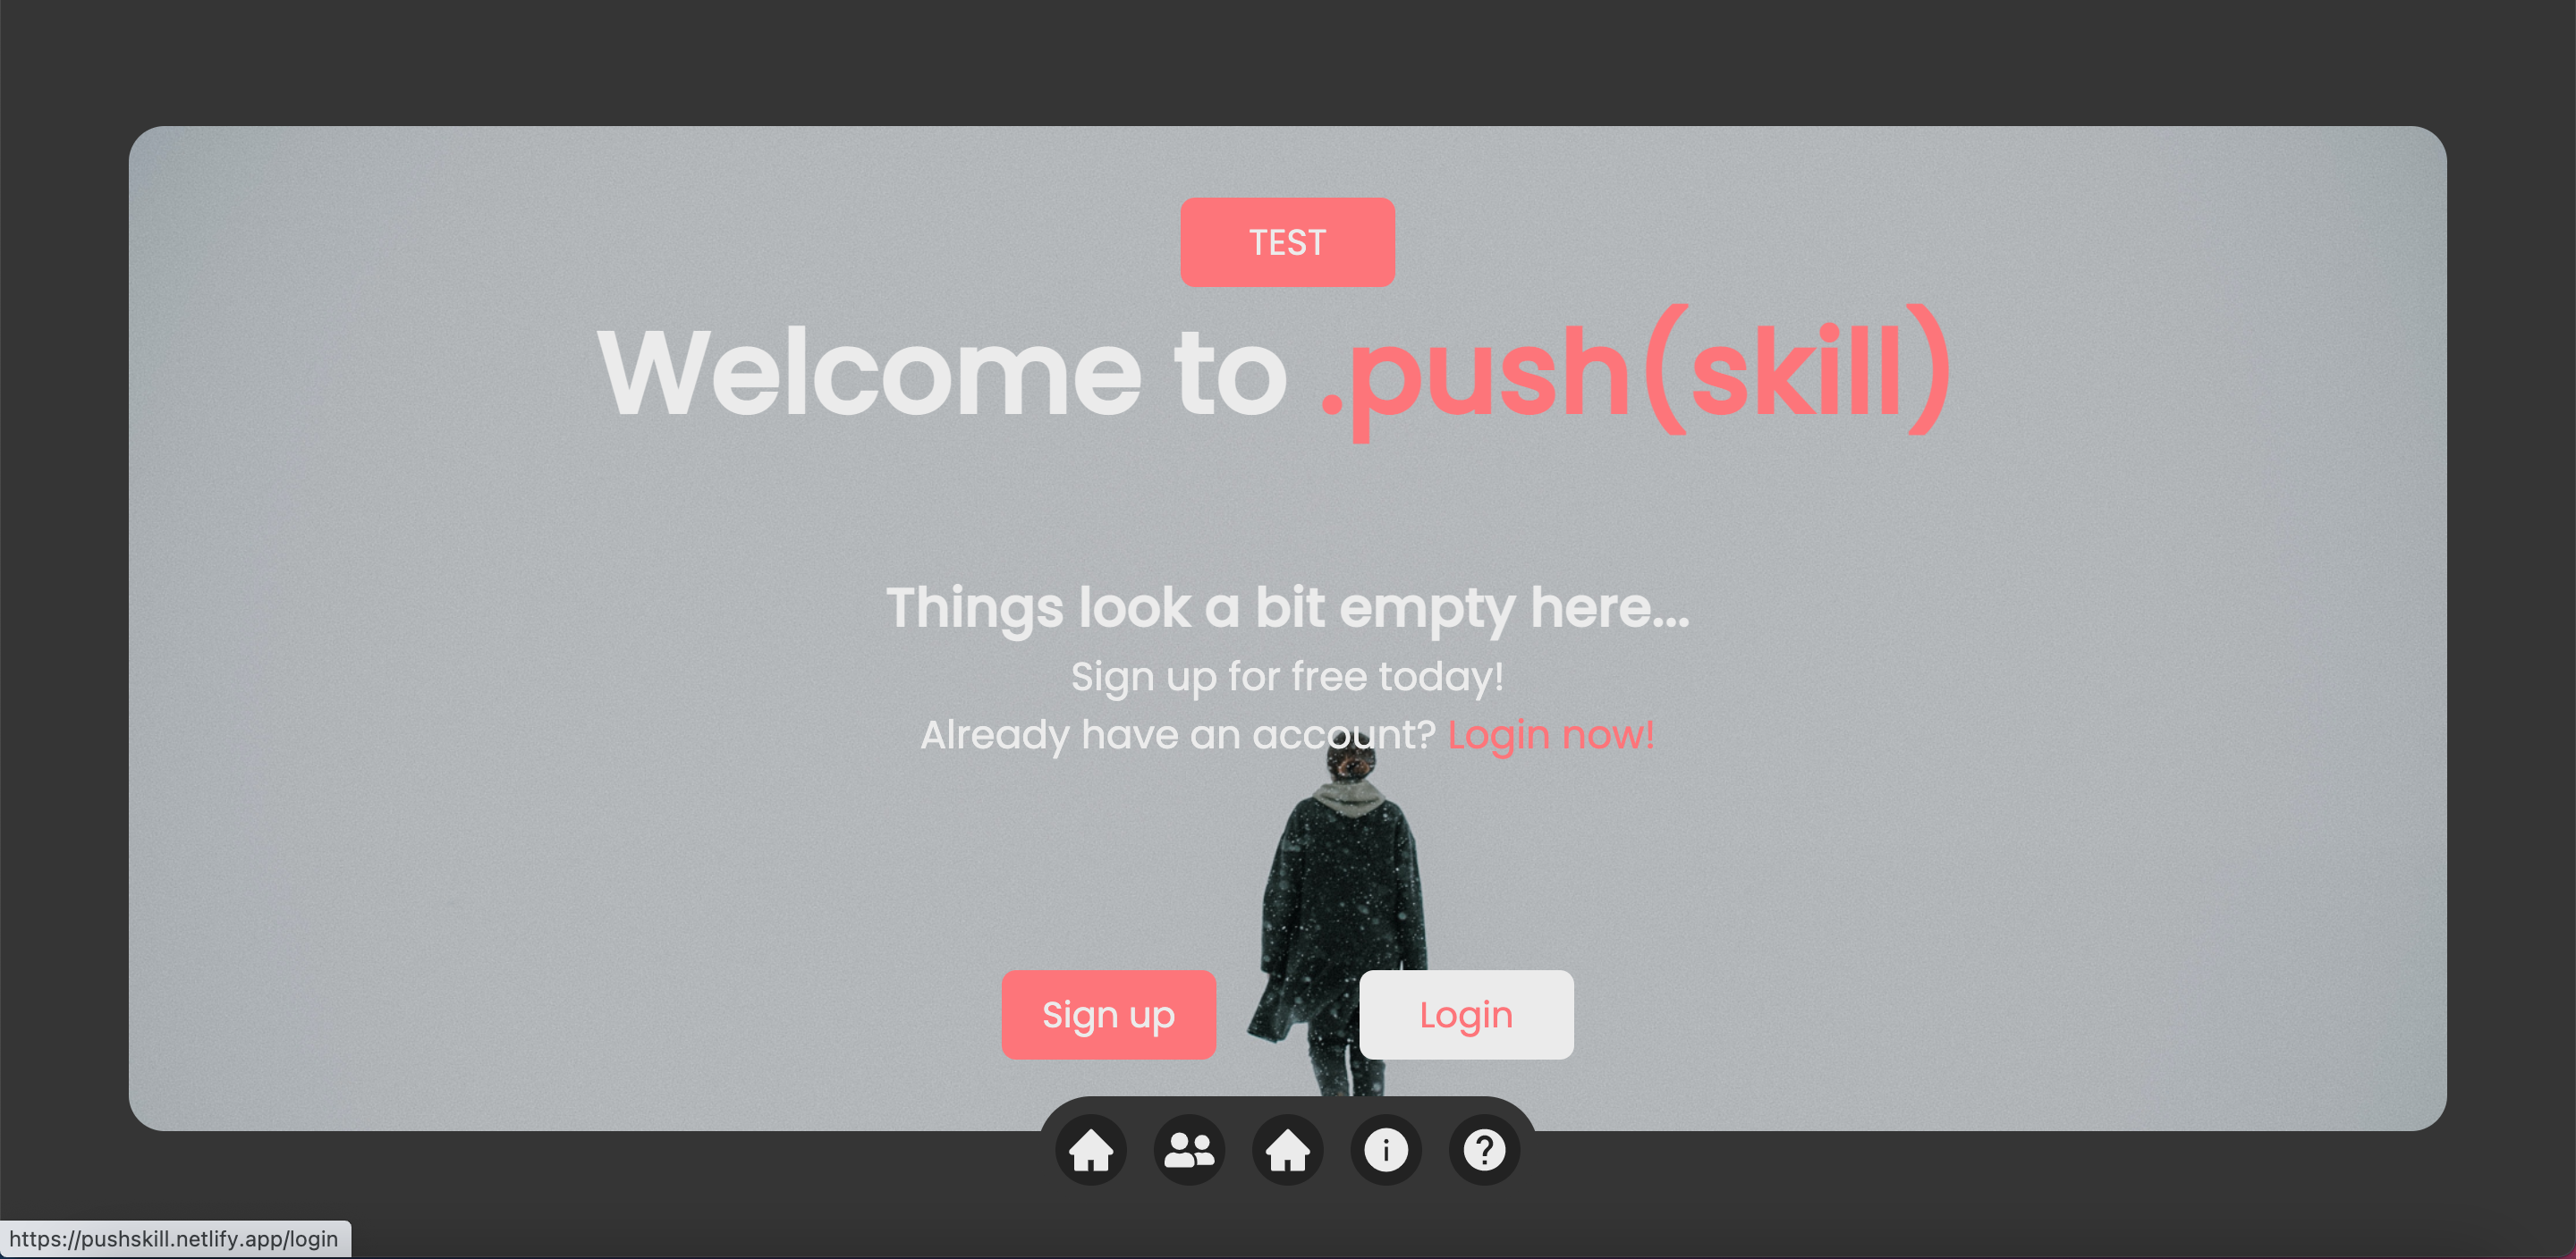 TEST
Welcome to .push(skill)
Things look a bit empty here...
Sign up for free today!
Already have an account? Login now!
Sign up
Login
https://pushskill.netlify.app/login